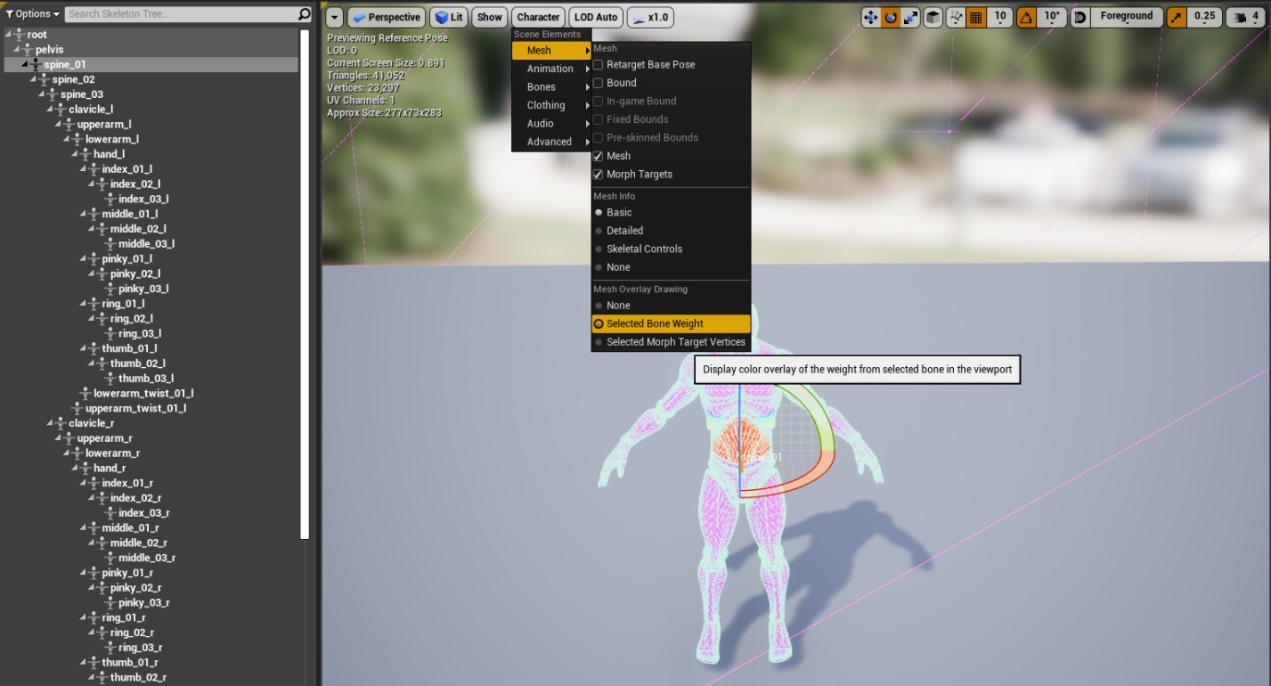 Options
Search Skeleton Tree...
root
pelvis
spine_01
spine_02
spine_03
clavicle_l
upperarm_l
lowerarm_l
hand_l
index_01_l
index_02_l
index_03_l
middle_01_l
middle_02_l
middle_03_l
pinky_01_l
pinky_02_l
pinky_03_l
ring_01_l
ring_02_l
ring_03_l
thumb_01_l
thumb_02_l
thumb_03_l
lowerarm_twist_01_l
upperarm_twist_01_l
clavicle_r
upperarm_r
lowerarm_r
hand_r
index_01_r
index_02_r
index_03_r
middle_01_r
middle_02_r
middle_03_r
pinky_01_r
pinky_02_r
pinky_03_r
ring_01_r
ring_02_r
ring_03_r
thumb_01_r
thumb_02_r
Perspective Lit Show Character LOD Auto x1.0
10 10° Foreground 0.25 4
Previewing Reference Pose
LOD: 0
Current Screen Size: 0.891
Triangles: 41,052
Vertices: 23,297
UV Channels: 1
Approx Size: 277x73x283
Scene Elements
Mesh
Animation
Bones
Clothing
Audio
Advanced
Mesh
Retarget Base Pose
Bound
In-game Bound
Fixed Bounds
Pre-skinned Bounds
Mesh
Morph Targets
Mesh Info
Basic
Detailed
Skeletal Controls
None
Mesh Overlay Drawing
None
Selected Bone Weight
Selected Morph Target Vertices
Display color overlay of the weight from selected bone in the viewport
spine_01